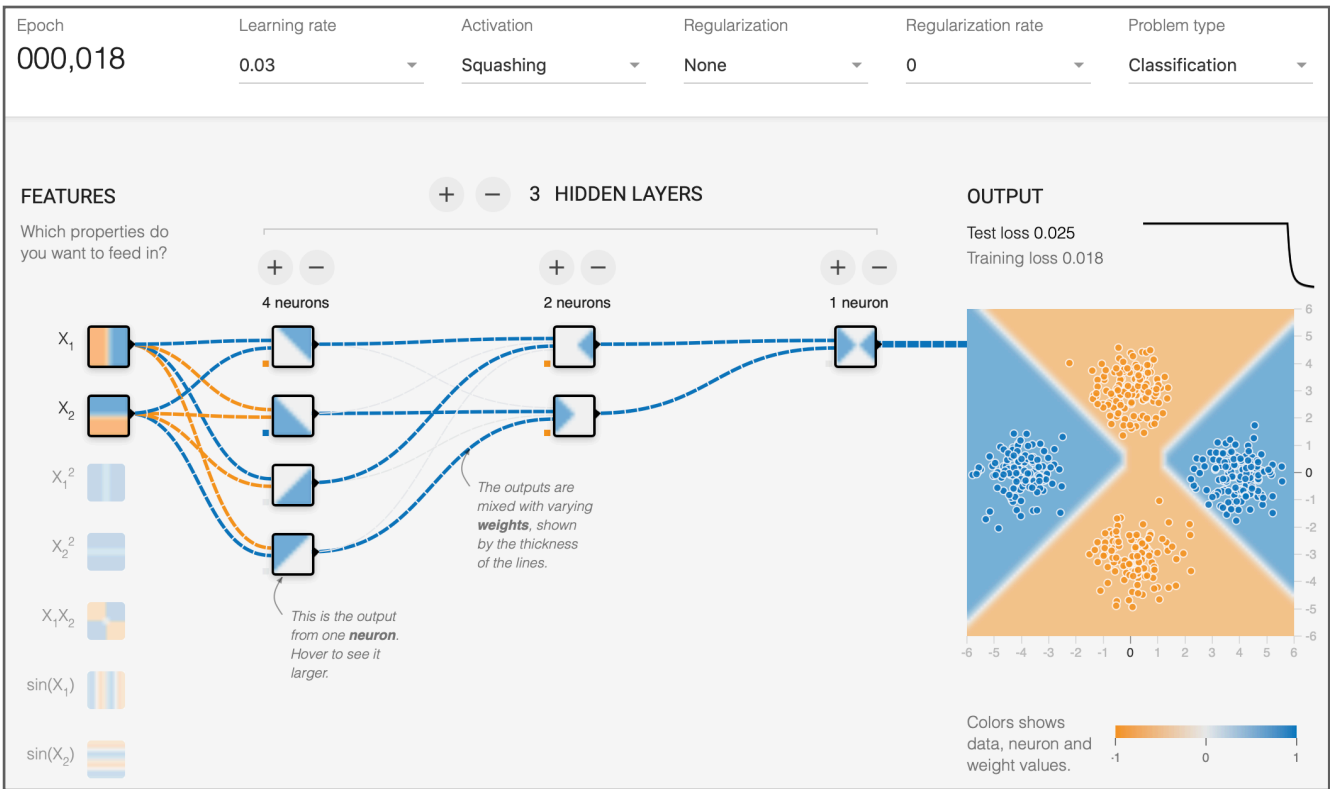 Epoch
000,018
Learning rate
0.03
Activation
Squashing
Regularization
None
Regularization rate
0
Problem type
Classification
FEATURES
Which properties do
you want to feed in?
+ − 3 HIDDEN LAYERS
+ −
4 neurons
+ −
2 neurons
+ −
1 neuron
X₁
X₂
X₁²
X₂²
X₁X₂
sin(X₁)
sin(X₂)
This is the output
from one neuron.
Hover to see it
larger.
The outputs are
mixed with varying
weights, shown
by the thickness
of the lines.
OUTPUT
Test loss 0.025
Training loss 0.018
6
5
4
3
2
1
0
-1
-2
-3
-4
-5
-6
-6 -5 -4 -3 -2 -1 0 1 2 3 4 5 6
Colors shows
data, neuron and
weight values.
-1 0 1